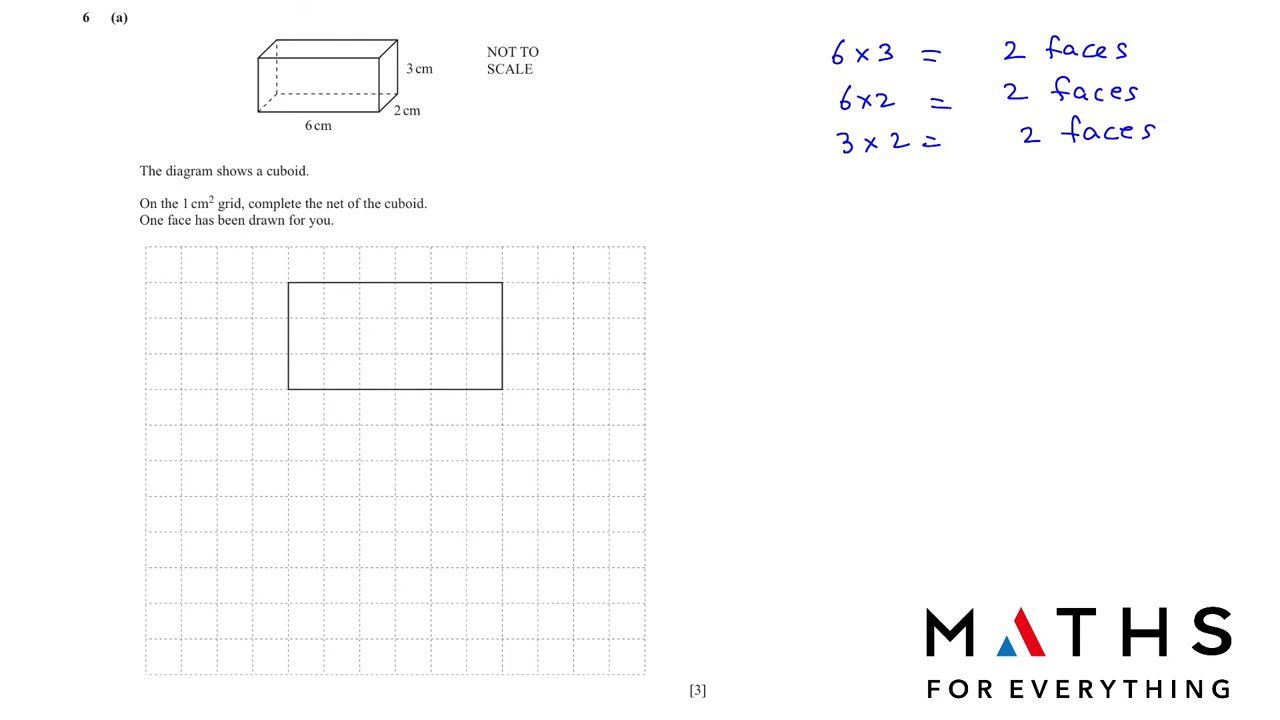 6 (a)
NOT TO
SCALE
3 cm
2 cm
6 cm
The diagram shows a cuboid.
On the 1 cm² grid, complete the net of the cuboid.
One face has been drawn for you.
[3]
6 × 3 = 2 faces
6 × 2 = 2 faces
3 × 2 = 2 faces
MATHS
FOR EVERYTHING